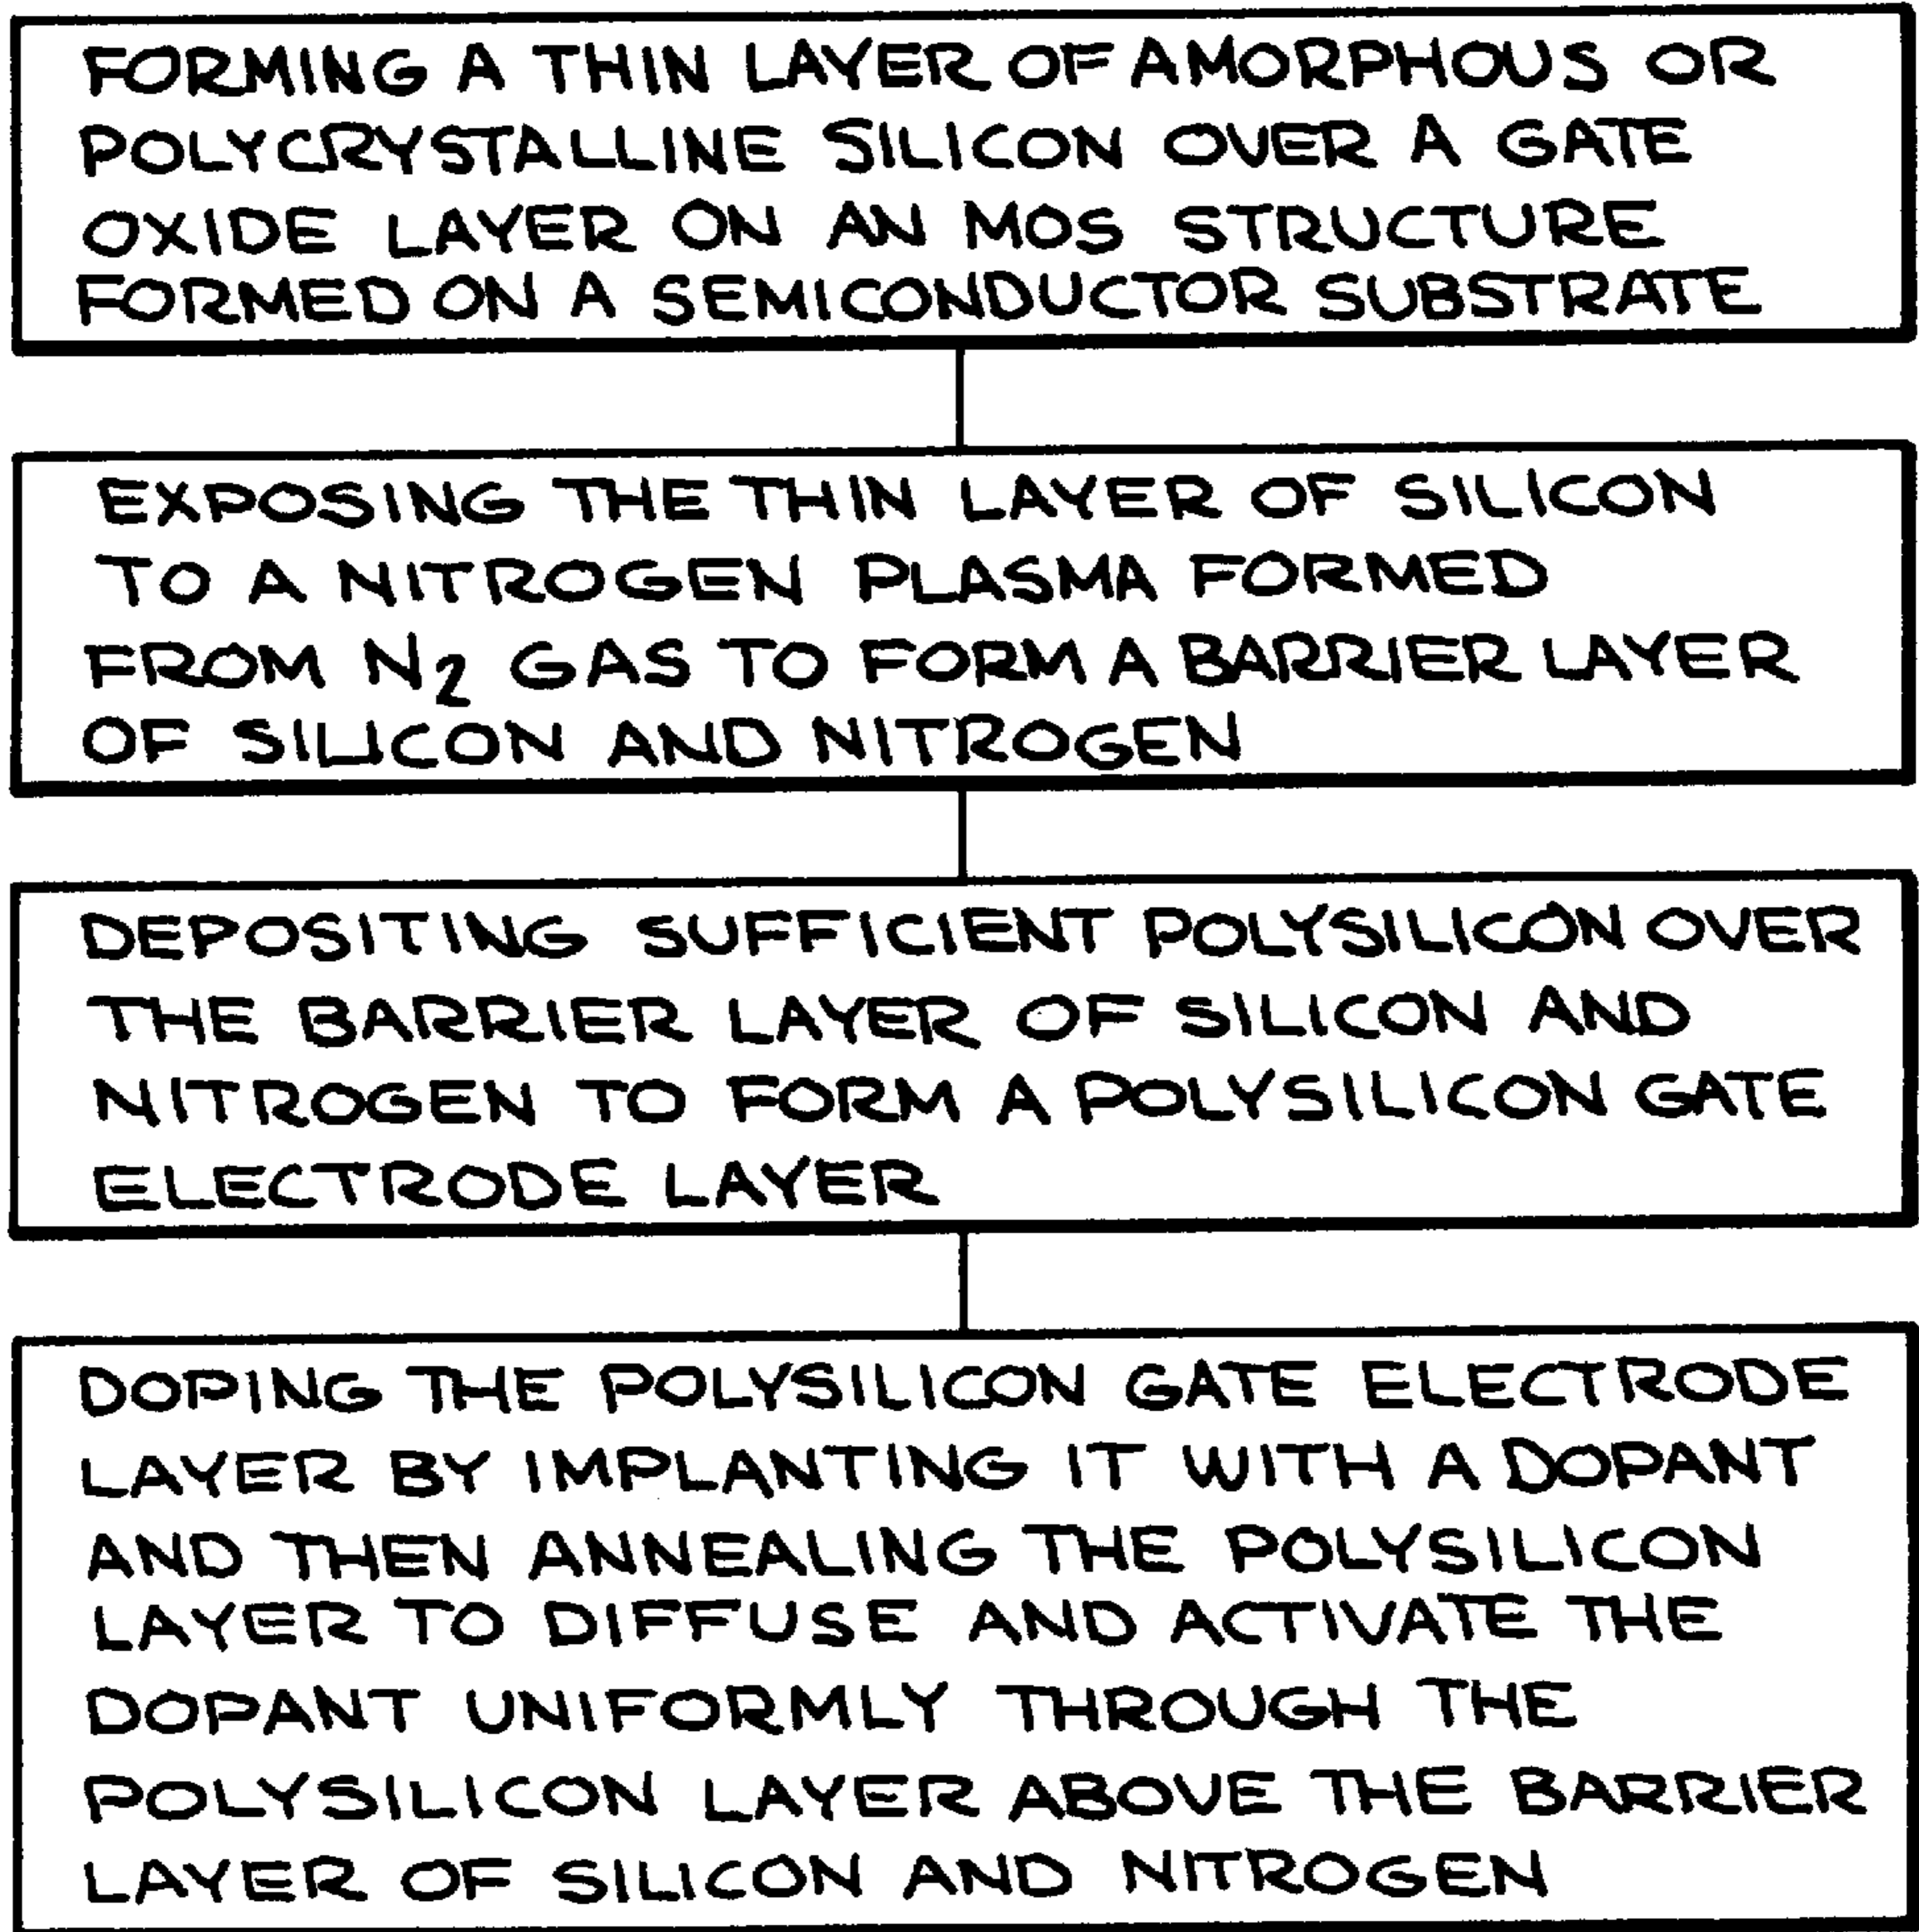 FORMING A THIN LAYER OF AMORPHOUS OR
POLYCRYSTALLINE SILICON OVER A GATE
OXIDE LAYER ON AN MOS STRUCTURE
FORMED ON A SEMICONDUCTOR SUBSTRATE
EXPOSING THE THIN LAYER OF SILICON
TO A NITROGEN PLASMA FORMED
FROM N2 GAS TO FORM A BARRIER LAYER
OF SILICON AND NITROGEN
DEPOSITING SUFFICIENT POLYSILICON OVER
THE BARRIER LAYER OF SILICON AND
NITROGEN TO FORM A POLYSILICON GATE
ELECTRODE LAYER
DOPING THE POLYSILICON GATE ELECTRODE
LAYER BY IMPLANTING IT WITH A DOPANT
AND THEN ANNEALING THE POLYSILICON
LAYER TO DIFFUSE AND ACTIVATE THE
DOPANT UNIFORMLY THROUGH THE
POLYSILICON LAYER ABOVE THE BARRIER
LAYER OF SILICON AND NITROGEN